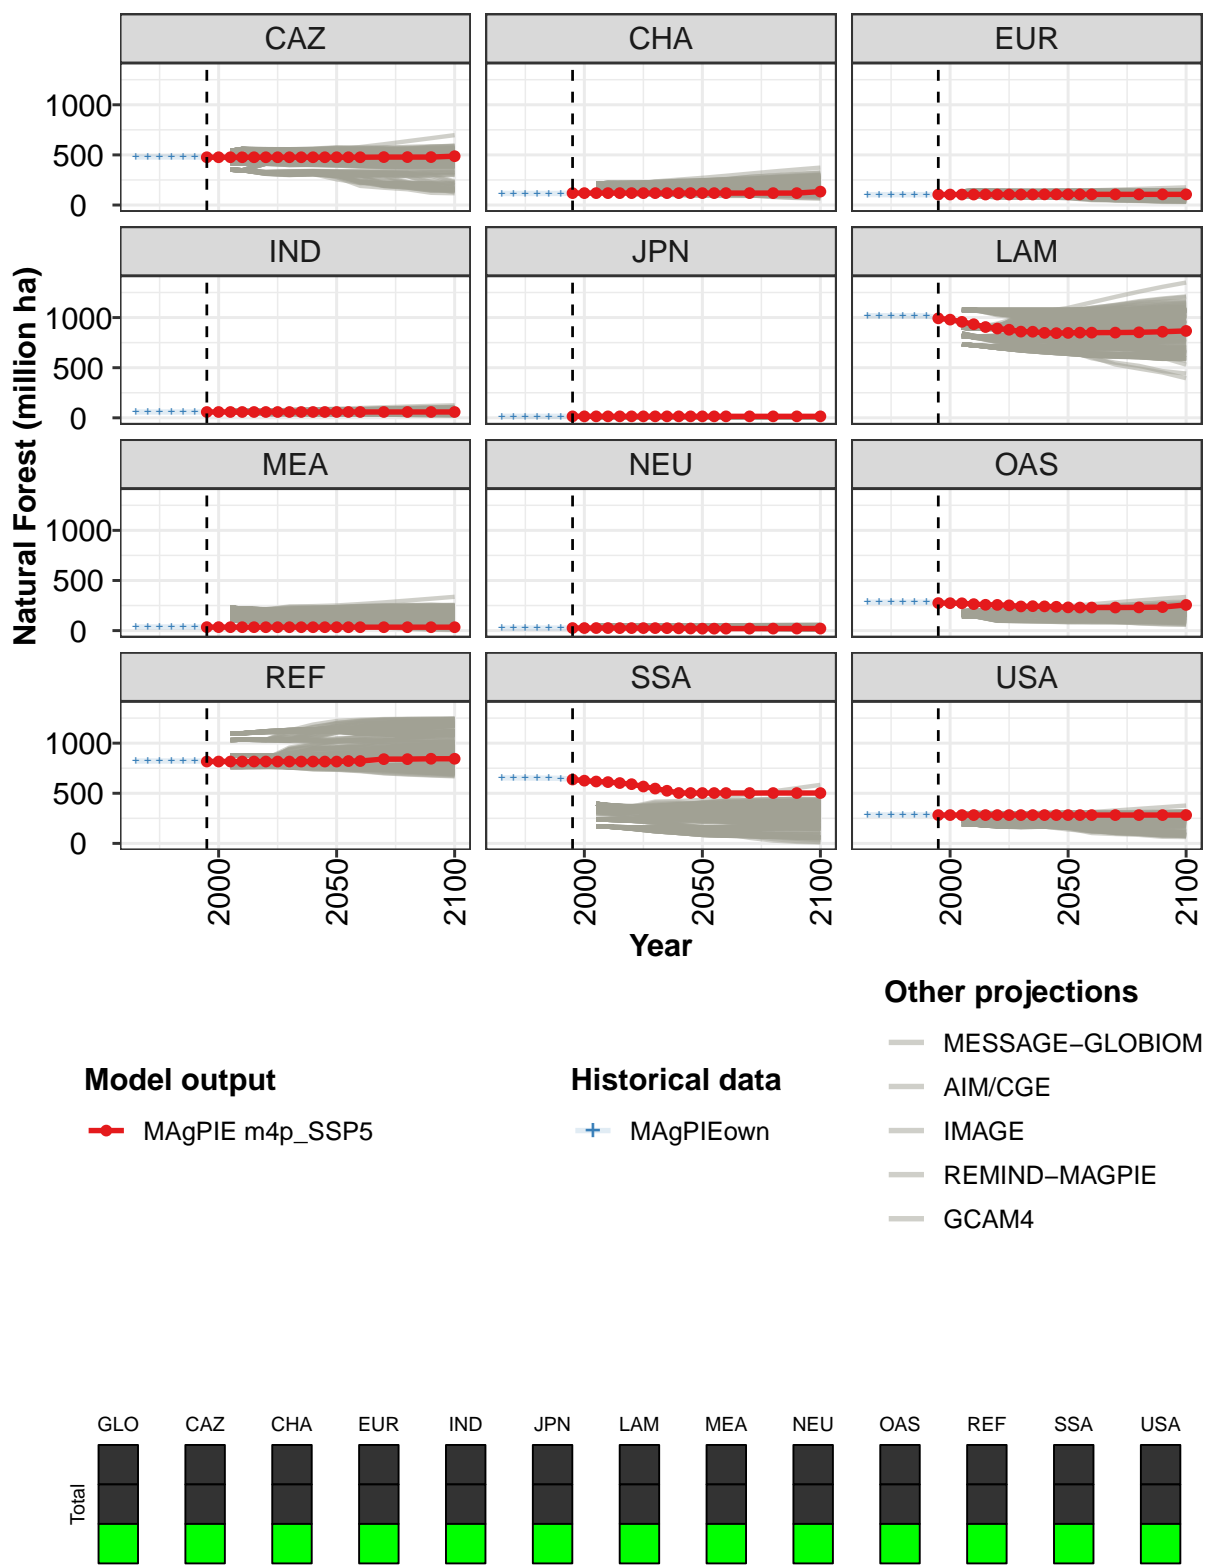 CAZ CHA EUR
1000
500
0
IND JPN LAM
1000
500
0
MEA NEU OAS
1000
500
0
REF SSA USA
1000
500
0
Natural Forest (million ha)
2000 2050 2100 2000 2050 2100 2000 2050 2100
Year
Model output
MAgPIE m4p_SSP5
Historical data
MAgPIEown
Other projections
MESSAGE−GLOBIOM
AIM/CGE
IMAGE
REMIND−MAGPIE
GCAM4
GLO CAZ CHA EUR IND JPN LAM MEA NEU OAS REF SSA USA
Total